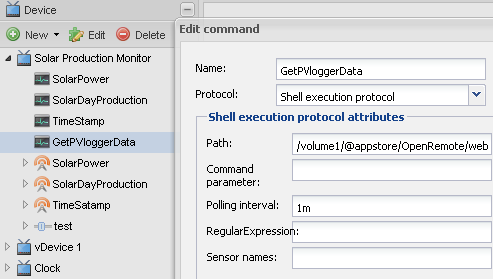 Device
New Edit Delete
Solar Production Monitor
SolarPower
SolarDayProduction
TimeStamp
GetPVloggerData
SolarPower
SolarDayProduction
TimeSatamp
test
vDevice 1
Clock
Edit command
Name: GetPVloggerData
Protocol: Shell execution protocol
Shell execution protocol attributes
Path: /volume1/@appstore/OpenRemote/web
Command
parameter:
Polling interval: 1m
RegularExpression:
Sensor names: